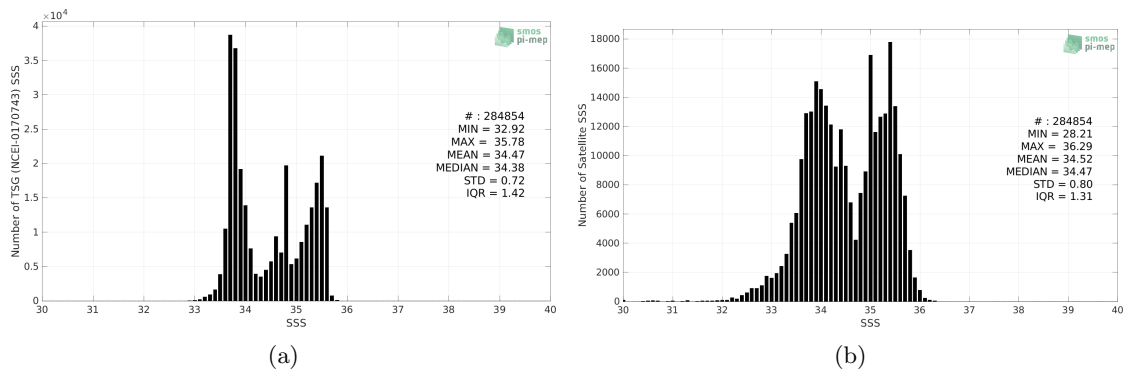 ×10⁴
4
3.5
3
2.5
2
1.5
1
0.5
0
30 31 32 33 34 35 36 37 38 39 40
SSS
Number of TSG (NCEI-0170743) SSS
smos
pi-mep
# : 284854
MIN = 32.92
MAX = 35.78
MEAN = 34.47
MEDIAN = 34.38
STD = 0.72
IQR = 1.42
(a)
18000
16000
14000
12000
10000
8000
6000
4000
2000
0
30 31 32 33 34 35 36 37 38 39 40
SSS
Number of Satellite SSS
smos
pi-mep
# : 284854
MIN = 28.21
MAX = 36.29
MEAN = 34.52
MEDIAN = 34.47
STD = 0.80
IQR = 1.31
(b)